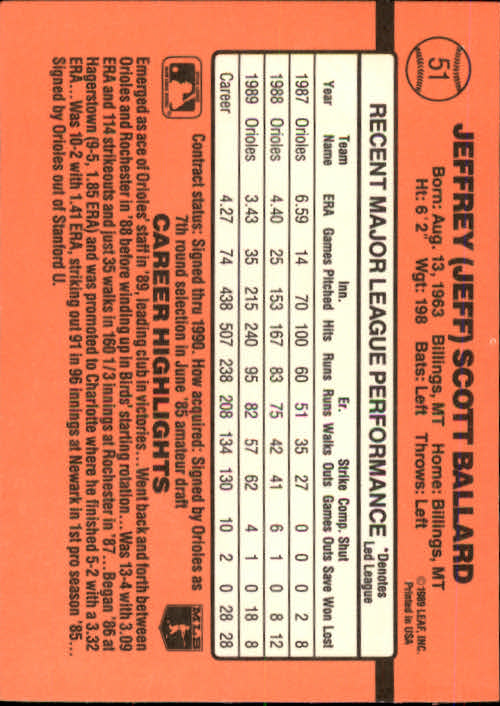 51
JEFFREY (JEFF) SCOTT BALLARD
Born: Aug. 13, 1963 Billings, MT Home: Billings, MT
Ht: 6' 2" Wgt: 198 Bats: Left Throws: Left
© 1989 LEAF, INC.
Printed in USA
RECENT MAJOR LEAGUE PERFORMANCE *Denotes Led League
Year Team Name ERA Games Inn. Pitched Hits Runs Er. Runs Walks Strike Outs Comp. Games Shut Outs Save Won Lost
1987 Orioles 6.59 14 70 100 60 51 35 27 0 0 0 2 8
1988 Orioles 4.40 25 153 167 83 75 42 41 6 1 0 8 12
1989 Orioles 3.43 35 215 240 95 82 57 62 4 1 0 18 8
Career 4.27 74 438 507 238 208 134 130 10 2 0 28 28
Contract status: Signed thru 1990. How acquired: Signed by Orioles as
7th round selection in June '85 amateur draft
CAREER HIGHLIGHTS
MLB
Emerged as ace of Orioles' staff in '89, leading club in victories... Went back and forth between
Orioles and Rochester in '88 before winding up in Birds' starting rotation... Was 13-4 with 3.09
ERA and 114 strikeouts and just 35 walks in 160 1/3 innings at Rochester in '87... Began '86 at
Hagerstown (9-5, 1.85 ERA) and was promoted to Charlotte where he finished 5-2 with a 3.32
ERA... Was 10-2 with 1.41 ERA, striking out 91 in 96 innings at Newark in 1st pro season '85...
Signed by Orioles out of Stanford U.